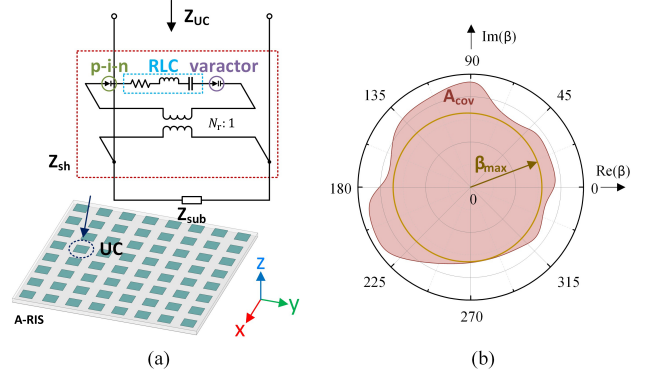 Z_UC
p-i-n RLC varactor
N_r: 1
Z_sh
Z_sub
UC
A-RIS
Z
y
x
(a)
Im(β)
90
135
45
A_cov
β_max
180
0
0
Re(β)
225
315
270
(b)